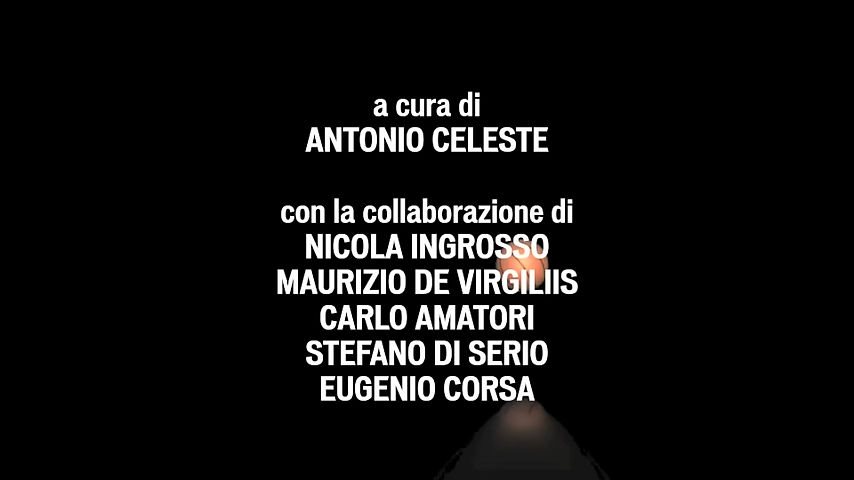 a cura di
ANTONIO CELESTE
con la collaborazione di
NICOLA INGROSSO
MAURIZIO DE VIRGILIIS
CARLO AMATORI
STEFANO DI SERIO
EUGENIO CORSA